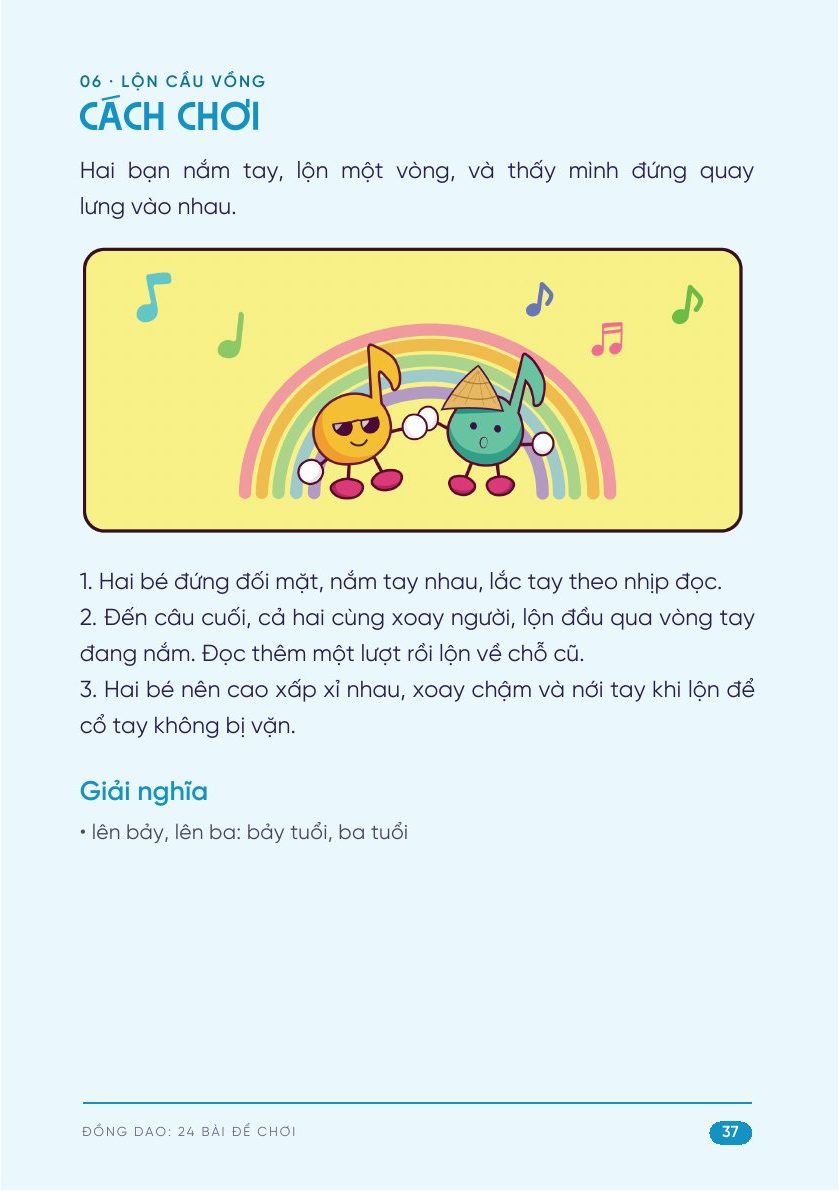 06 · LỘN CẦU VỒNG
CÁCH CHƠI
Hai bạn nắm tay, lộn một vòng, và thấy mình đứng quay
lưng vào nhau.
1. Hai bé đứng đối mặt, nắm tay nhau, lắc tay theo nhịp đọc.
2. Đến câu cuối, cả hai cùng xoay người, lộn đầu qua vòng tay
đang nắm. Đọc thêm một lượt rồi lộn về chỗ cũ.
3. Hai bé nên cao xấp xỉ nhau, xoay chậm và nới tay khi lộn để
cổ tay không bị vặn.
Giải nghĩa
• lên bảy, lên ba: bảy tuổi, ba tuổi
ĐỒNG DAO: 24 BÀI ĐỂ CHƠI
37